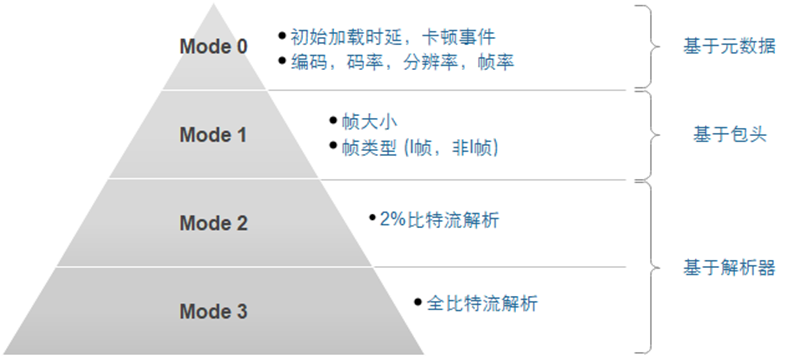 Mode 0
• 初始加载时延，卡顿事件
• 编码，码率，分辨率，帧率
基于元数据
Mode 1
• 帧大小
• 帧类型 (I帧，非I帧)
基于包头
Mode 2
• 2%比特流解析
基于解析器
Mode 3
• 全比特流解析